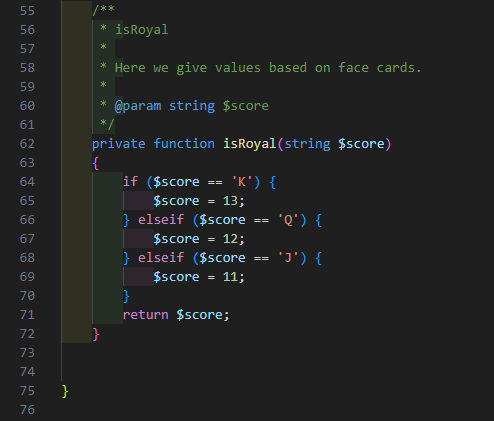 55 /**
56 * isRoyal
57 *
58 * Here we give values based on face cards.
59 *
60 * @param string $score
61 */
62 private function isRoyal(string $score)
63 {
64 if ($score == 'K') {
65 $score = 13;
66 } elseif ($score == 'Q') {
67 $score = 12;
68 } elseif ($score == 'J') {
69 $score = 11;
70 }
71 return $score;
72 }
73
74
75 }
76